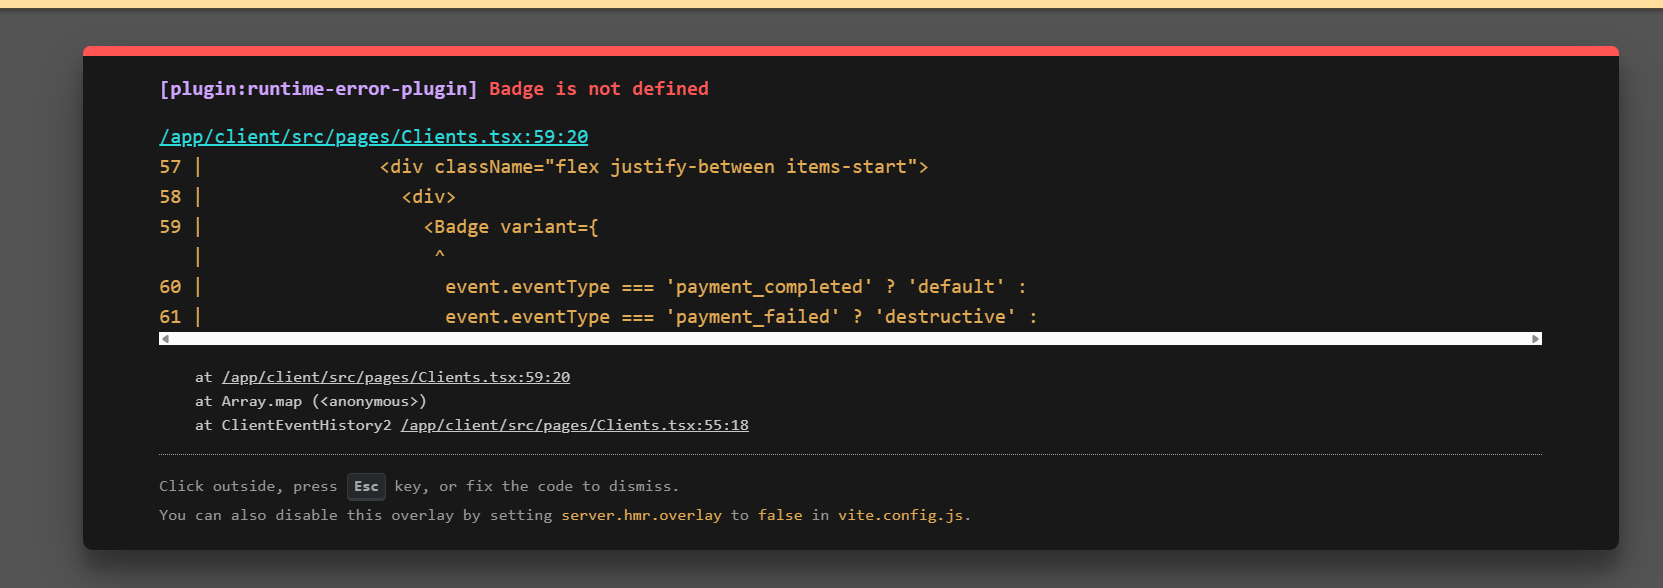 [plugin:runtime-error-plugin] Badge is not defined
/app/client/src/pages/Clients.tsx:59:20
57 |                <div className="flex justify-between items-start">
58 |                  <div>
59 |                    <Badge variant={
   |                     ^
60 |                      event.eventType === 'payment_completed' ? 'default' :
61 |                      event.eventType === 'payment_failed' ? 'destructive' :
at /app/client/src/pages/Clients.tsx:59:20
at Array.map (<anonymous>)
at ClientEventHistory2 /app/client/src/pages/Clients.tsx:55:18
Click outside, press Esc key, or fix the code to dismiss.
You can also disable this overlay by setting server.hmr.overlay to false in vite.config.js.